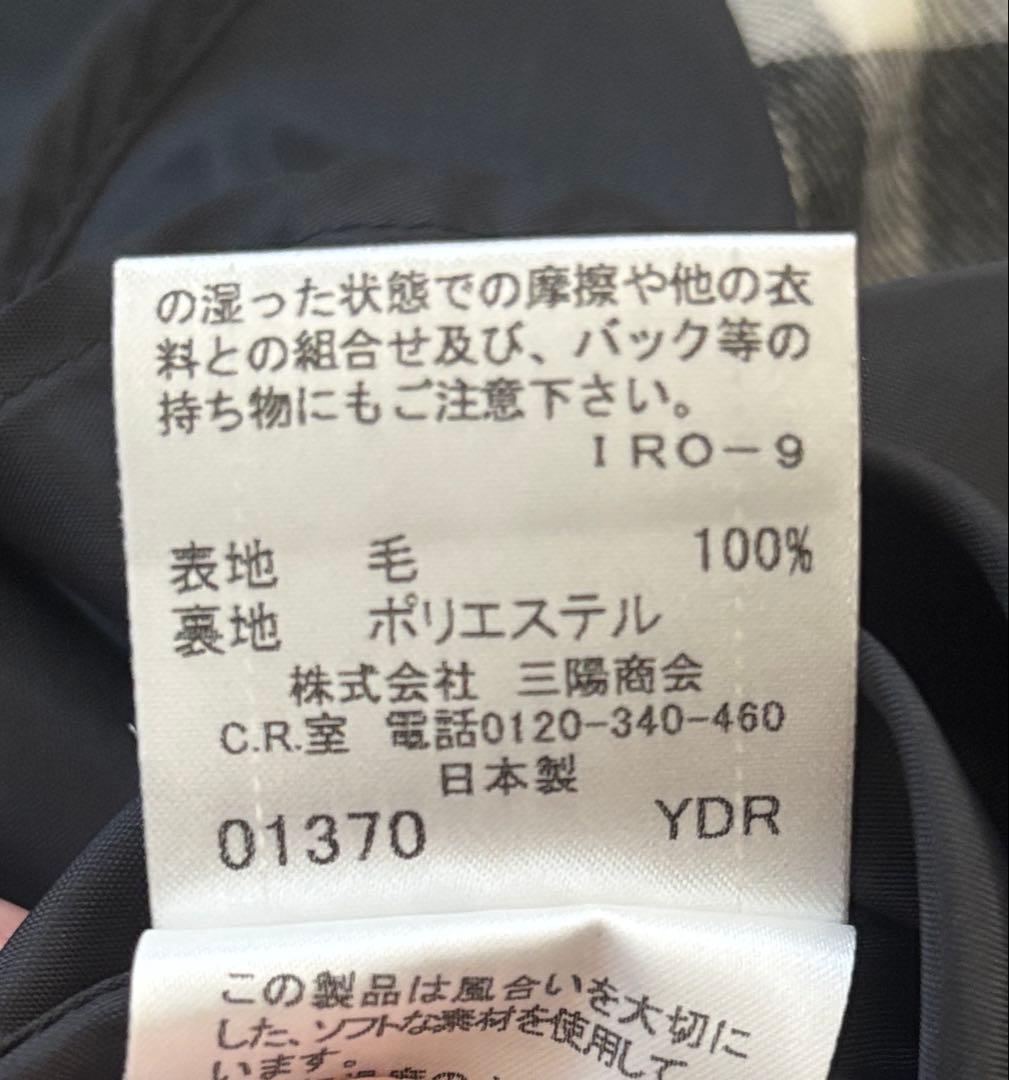 の湿った状態での摩擦や他の衣
料との組合せ及び、バック等の
持ち物にもご注意下さい。
IRO-9
表地 毛 100%
裏地 ポリエステル
株式会社 三陽商会
C.R.室 電話0120-340-460
日本製
01370 YDR
この製品は風合いを大切に
した、ソフトな素材を使用して
います。